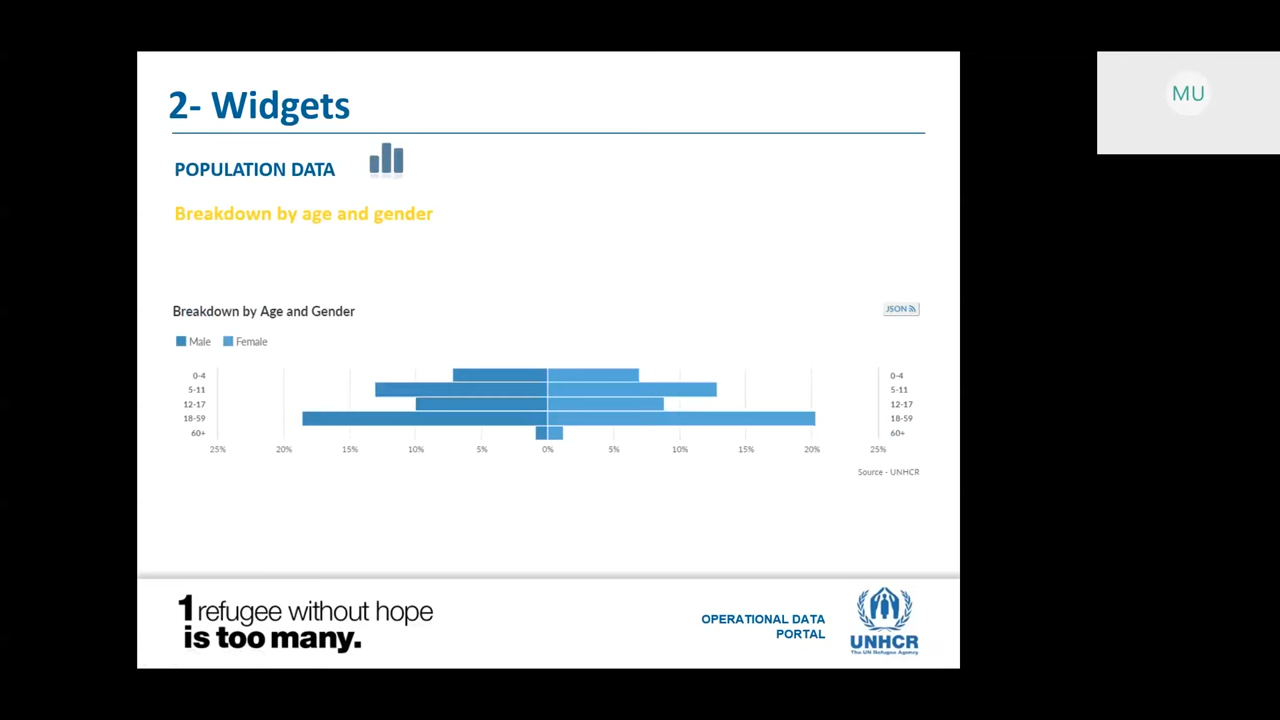 2- Widgets
MU
POPULATION DATA
Breakdown by age and gender
Breakdown by Age and Gender
JSON
Male Female
0-4 0-4
5-11 5-11
12-17 12-17
18-59 18-59
60+ 60+
25% 20% 15% 10% 5% 0% 5% 10% 15% 20% 25%
Source - UNHCR
1 refugee without hope
is too many.
OPERATIONAL DATA
PORTAL
UNHCR
The UN Refugee Agency